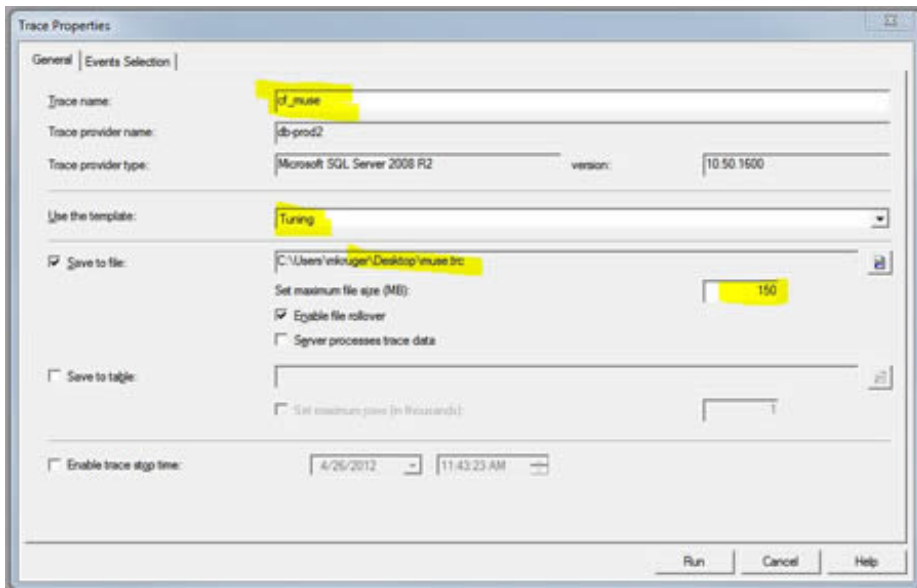 Trace Properties
General Events Selection
Trace name: cf_muse
Trace provider name: db-prod2
Trace provider type: Microsoft SQL Server 2008 R2 version: 10.50.1600
Use the template: Tuning
Save to file: C:\Users\mkruger\Desktop\muse.trc
Set maximum file size (MB): 150
Enable file rollover
Server processes trace data
Save to table:
Set maximum rows (in thousands): 1
Enable trace stop time: 4/26/2012 11:43:23 AM
Run Cancel Help